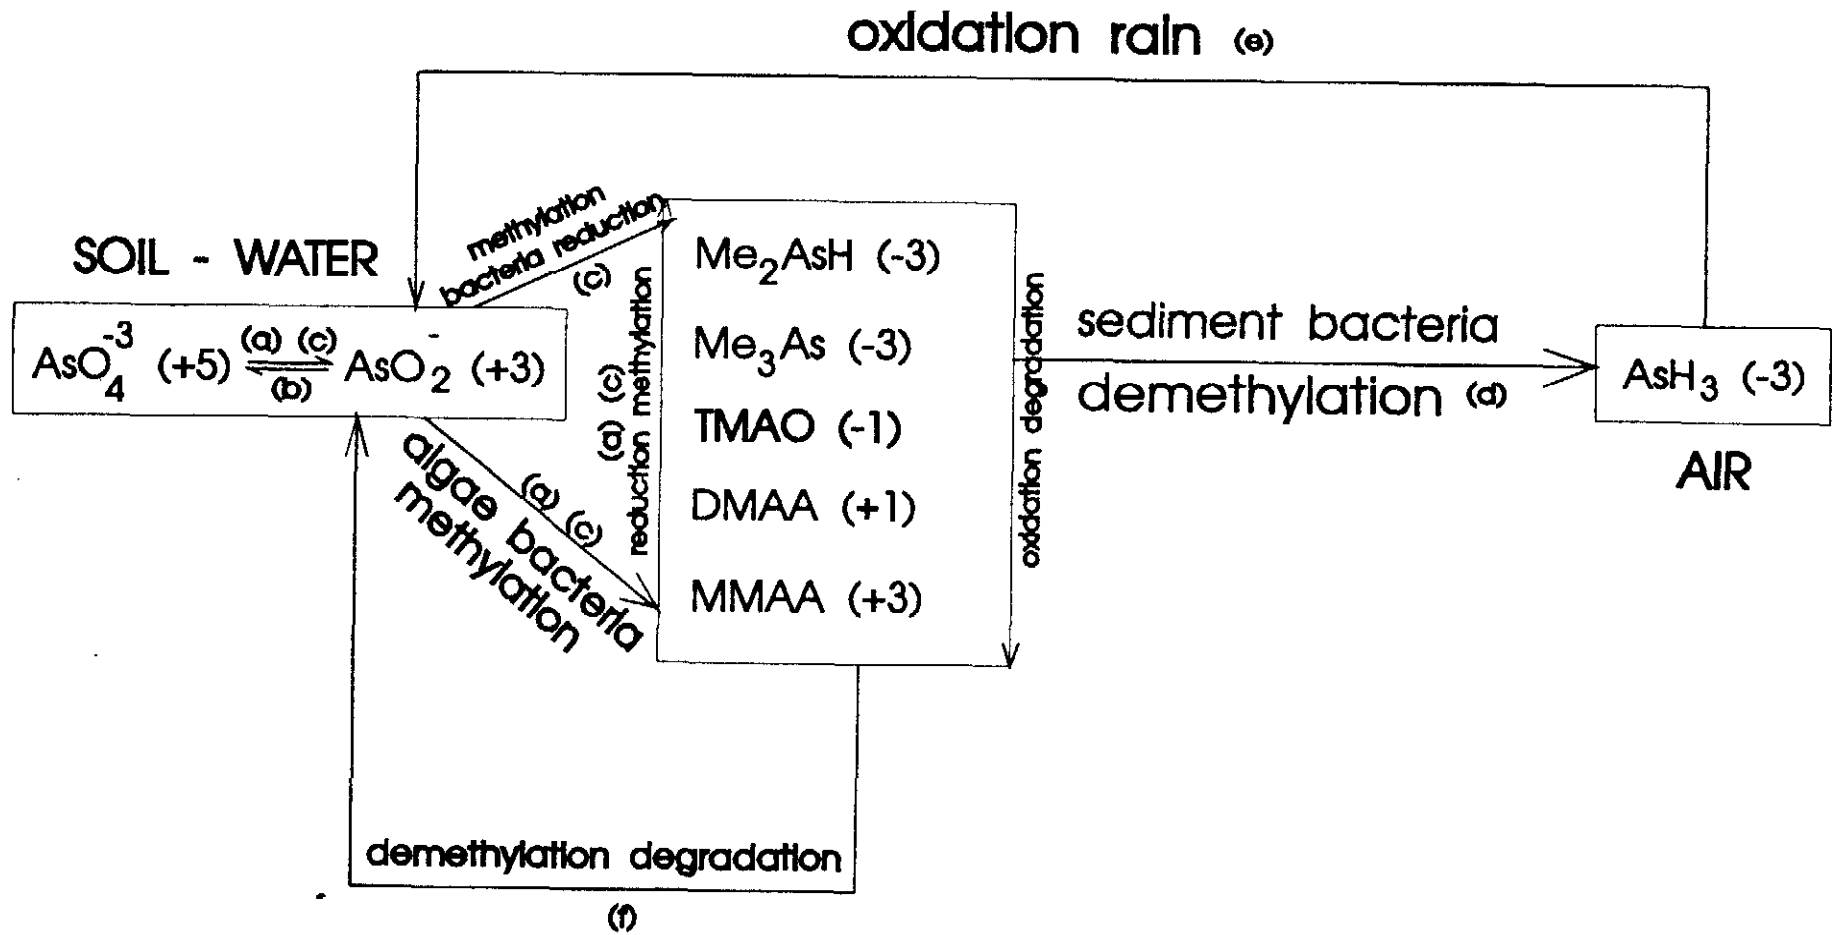 oxidation rain (e)
methylation
bacteria reduction
(c)
SOIL - WATER
AsO4-3 (+5) (a) (c) (b) AsO2- (+3)
(a) (c)
reduction methylation
Me2AsH (-3)
Me3As (-3)
TMAO (-1)
DMAA (+1)
MMAA (+3)
oxidation degradation
sediment bacteria
demethylation (d)
AsH3 (-3)
AIR
(a) (c)
algae bacteria
methylation
demethylation degradation
(f)